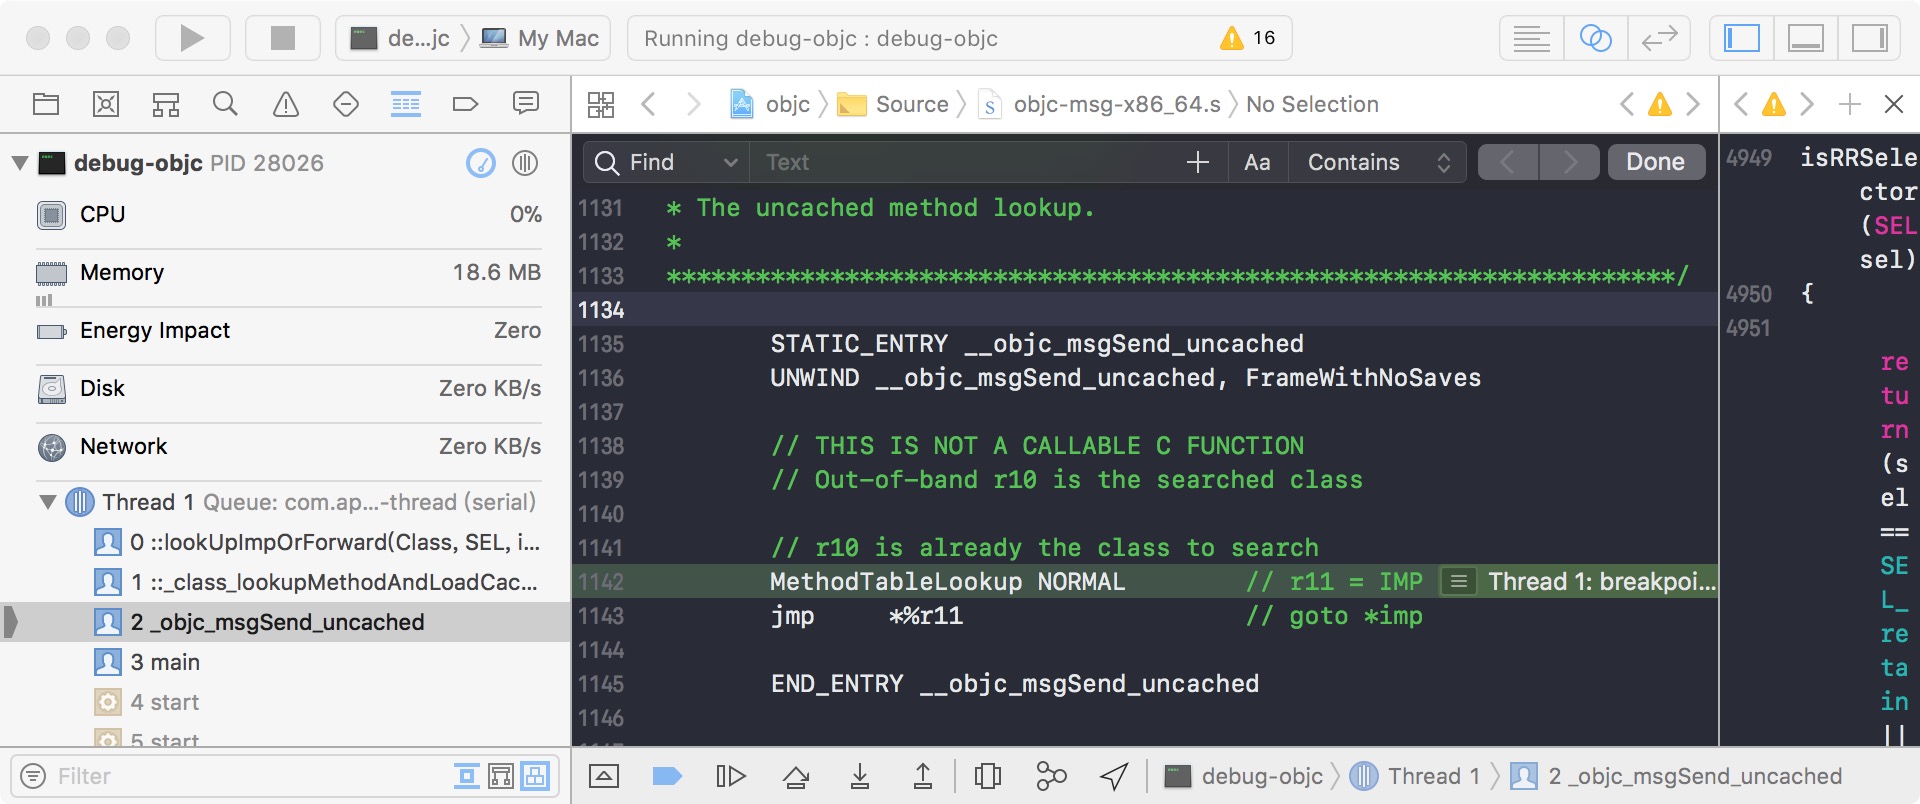 de...jc My Mac Running debug-objc : debug-objc 16
objc Source objc-msg-x86_64.s No Selection
debug-objc PID 28026
CPU 0%
Memory 18.6 MB
Energy Impact Zero
Disk Zero KB/s
Network Zero KB/s
Thread 1 Queue: com.ap...-thread (serial)
0 ::lookUpImpOrForward(Class, SEL, i...
1 ::_class_lookupMethodAndLoadCac...
2 _objc_msgSend_uncached
3 main
4 start
5 start
Filter
Find Text Aa Contains Done
1131 * The uncached method lookup.
1132 *
1133 ********************************************************************/
1134
1135 STATIC_ENTRY __objc_msgSend_uncached
1136 UNWIND __objc_msgSend_uncached, FrameWithNoSaves
1137
1138 // THIS IS NOT A CALLABLE C FUNCTION
1139 // Out-of-band r10 is the searched class
1140
1141 // r10 is already the class to search
1142 MethodTableLookup NORMAL // r11 = IMP Thread 1: breakpoi...
1143 jmp *%r11 // goto *imp
1144
1145 END_ENTRY __objc_msgSend_uncached
1146
4949 isRRSele
ctor
(SEL
sel)
4950 {
4951
re
tu
rn
(s
el
==
SE
L_
re
ta
in
||
debug-objc Thread 1 2 _objc_msgSend_uncached